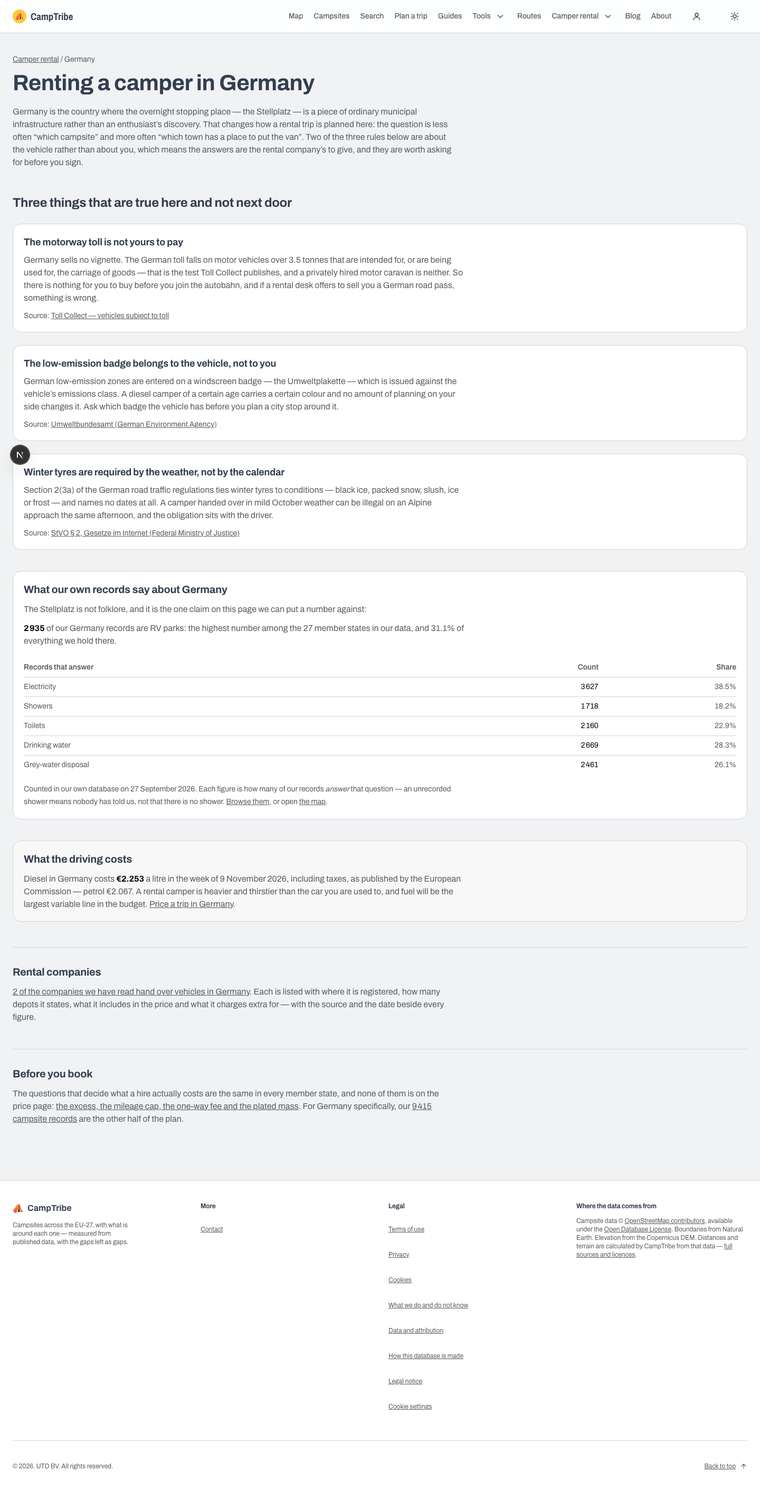 CampTribe
Map Campsites Search Plan a trip Guides Tools Routes Camper rental Blog About
Camper rental / Germany
Renting a camper in Germany
Germany is the country where the overnight stopping place — the Stellplatz — is a piece of ordinary municipal
infrastructure rather than an enthusiast's discovery. That changes how a rental trip is planned here: the question is less
often “which campsite” and more often “which town has a place to put the van”. Two of the three rules below are about
the vehicle rather than about you, which means the answers are the rental company's to give, and they are worth asking
for before you sign.
Three things that are true here and not next door
The motorway toll is not yours to pay
Germany sells no vignette. The German toll falls on motor vehicles over 3.5 tonnes that are intended for, or are being
used for, the carriage of goods — that is the test Toll Collect publishes, and a privately hired motor caravan is neither. So
there is nothing for you to buy before you join the autobahn, and if a rental desk offers to sell you a German road pass,
something is wrong.
Source: Toll Collect — vehicles subject to toll
The low-emission badge belongs to the vehicle, not to you
German low-emission zones are entered on a windscreen badge — the Umweltplakette — which is issued against the
vehicle's emissions class. A diesel camper of a certain age carries a certain colour and no amount of planning on your
side changes it. Ask which badge the vehicle has before you plan a city stop around it.
Source: Umweltbundesamt (German Environment Agency)
N
Winter tyres are required by the weather, not by the calendar
Section 2(3a) of the German road traffic regulations ties winter tyres to conditions — black ice, packed snow, slush, ice
or frost — and names no dates at all. A camper handed over in mild October weather can be illegal on an Alpine
approach the same afternoon, and the obligation sits with the driver.
Source: StVO § 2, Gesetze im Internet (Federal Ministry of Justice)
What our own records say about Germany
The Stellplatz is not folklore, and it is the one claim on this page we can put a number against:
2 935 of our Germany records are RV parks: the highest number among the 27 member states in our data, and 31.1% of
everything we hold there.
Records that answer Count Share
Electricity 3 627 38.5%
Showers 1 718 18.2%
Toilets 2 160 22.9%
Drinking water 2 669 28.3%
Grey-water disposal 2 461 26.1%
Counted in our own database on 27 September 2026. Each figure is how many of our records answer that question — an unrecorded
shower means nobody has told us, not that there is no shower. Browse them, or open the map.
What the driving costs
Diesel in Germany costs €2.253 a litre in the week of 9 November 2026, including taxes, as published by the European
Commission — petrol €2.067. A rental camper is heavier and thirstier than the car you are used to, and fuel will be the
largest variable line in the budget. Price a trip in Germany.
Rental companies
2 of the companies we have read hand over vehicles in Germany. Each is listed with where it is registered, how many
depots it states, what it includes in the price and what it charges extra for — with the source and the date beside every
figure.
Before you book
The questions that decide what a hire actually costs are the same in every member state, and none of them is on the
price page: the excess, the mileage cap, the one-way fee and the plated mass. For Germany specifically, our 9 415
campsite records are the other half of the plan.
CampTribe
Campsites across the EU-27, with what is
around each one — measured from
published data, with the gaps left as gaps.
More
Contact
Legal
Terms of use
Privacy
Cookies
What we do and do not know
Data and attribution
How this database is made
Legal notice
Cookie settings
Where the data comes from
Campsite data © OpenStreetMap contributors, available
under the Open Database License. Boundaries from Natural
Earth. Elevation from the Copernicus DEM. Distances and
terrain are calculated by CampTribe from that data — full
sources and licences.
© 2026. UTD BV. All rights reserved.
Back to top